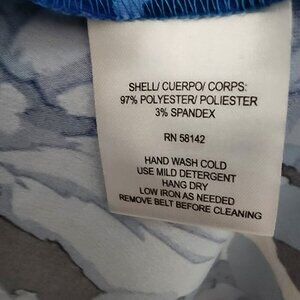 SHELL/ CUERPO/ CORPS:
97% POLYESTER/ POLIESTER
3% SPANDEX
RN 58142
HAND WASH COLD
USE MILD DETERGENT
HANG DRY
LOW IRON AS NEEDED
REMOVE BELT BEFORE CLEANING